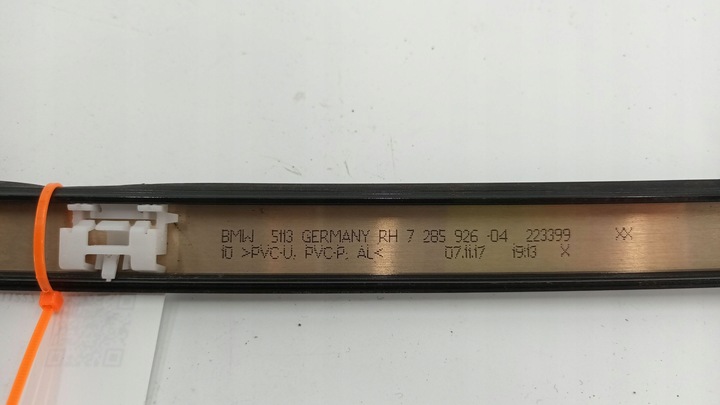 BMW 5113 GERMANY RH 7 285 926 -04 223399 XX
10 >PVC-U, PVC-P, AL< 07.11.17 19:13 X